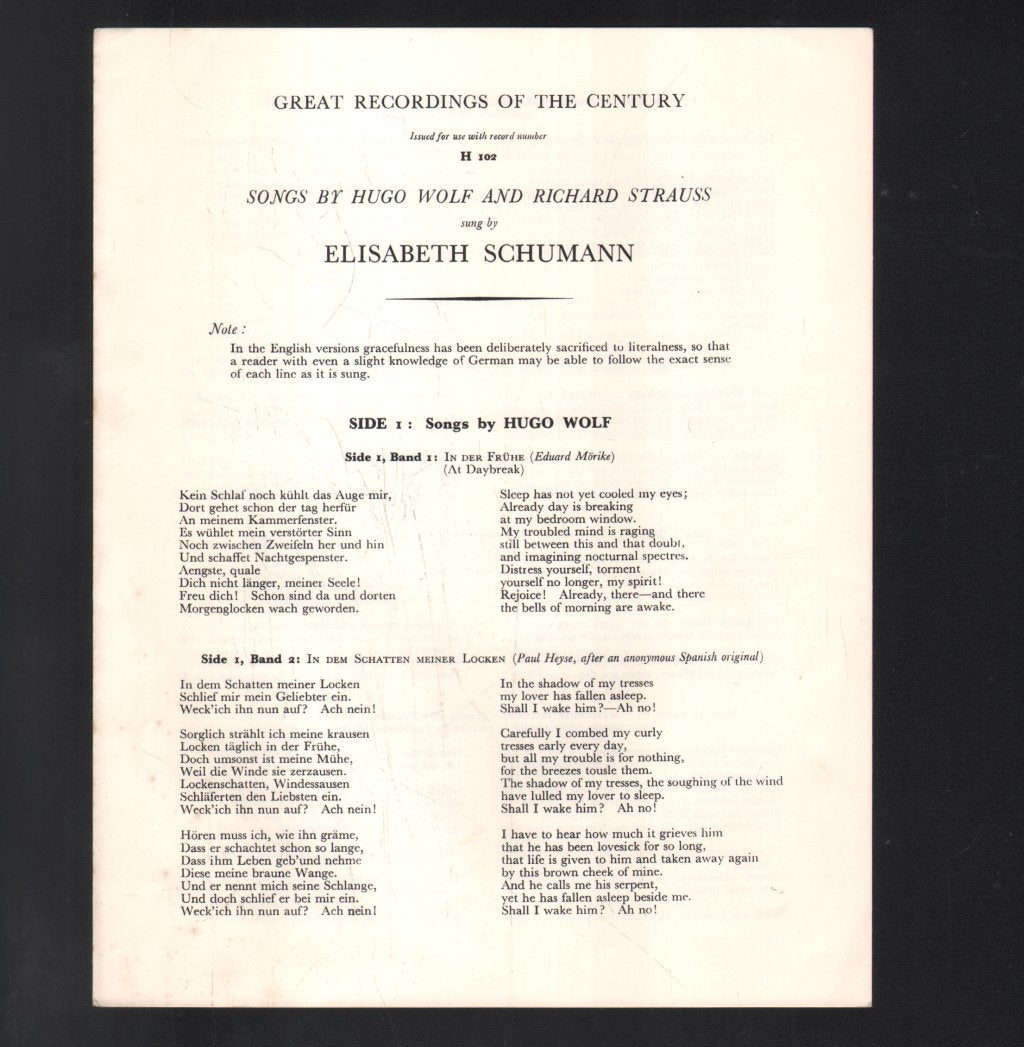 GREAT RECORDINGS OF THE CENTURY
Issued for use with record number
H 102
SONGS BY HUGO WOLF AND RICHARD STRAUSS
sung by
ELISABETH SCHUMANN
Note :
In the English versions gracefulness has been deliberately sacrificed to literalness, so that
a reader with even a slight knowledge of German may be able to follow the exact sense
of each line as it is sung.
SIDE 1 : Songs by HUGO WOLF
Side 1, Band 1: IN DER FRÜHE (Eduard Mörike)
(At Daybreak)
Kein Schlaf noch kühlt das Auge mir,
Dort gehet schon der tag herfür
An meinem Kammerfenster.
Es wühlet mein verstörter Sinn
Noch zwischen Zweifeln her und hin
Und schaffet Nachtgespenster.
Aengste, quale
Dich nicht länger, meiner Seele!
Freu dich! Schon sind da und dorten
Morgenglocken wach geworden.
Sleep has not yet cooled my eyes;
Already day is breaking
at my bedroom window.
My troubled mind is raging
still between this and that doubt,
and imagining nocturnal spectres.
Distress yourself, torment
yourself no longer, my spirit!
Rejoice! Already, there—and there
the bells of morning are awake.
Side 1, Band 2: IN DEM SCHATTEN MEINER LOCKEN (Paul Heyse, after an anonymous Spanish original)
In dem Schatten meiner Locken
Schlief mir mein Geliebter ein.
Weck'ich ihn nun auf? Ach nein!
Sorglich strählt ich meine krausen
Locken täglich in der Frühe,
Doch umsonst ist meine Mühe,
Weil die Winde sie zerzausen.
Lockenschatten, Windessausen
Schläferten den Liebsten ein.
Weck'ich ihn nun auf? Ach nein!
Hören muss ich, wie ihn gräme,
Dass er schachtet schon so lange,
Dass ihm Leben geb'und nehme
Diese meine braune Wange.
Und er nennt mich seine Schlange,
Und doch schlief er bei mir ein.
Weck'ich ihn nun auf? Ach nein!
In the shadow of my tresses
my lover has fallen asleep.
Shall I wake him?—Ah no!
Carefully I combed my curly
tresses early every day,
but all my trouble is for nothing,
for the breezes tousle them.
The shadow of my tresses, the soughing of the wind
have lulled my lover to sleep.
Shall I wake him? Ah no!
I have to hear how much it grieves him
that he has been lovesick for so long,
that life is given to him and taken away again
by this brown cheek of mine.
And he calls me his serpent,
yet he has fallen asleep beside me.
Shall I wake him? Ah no!